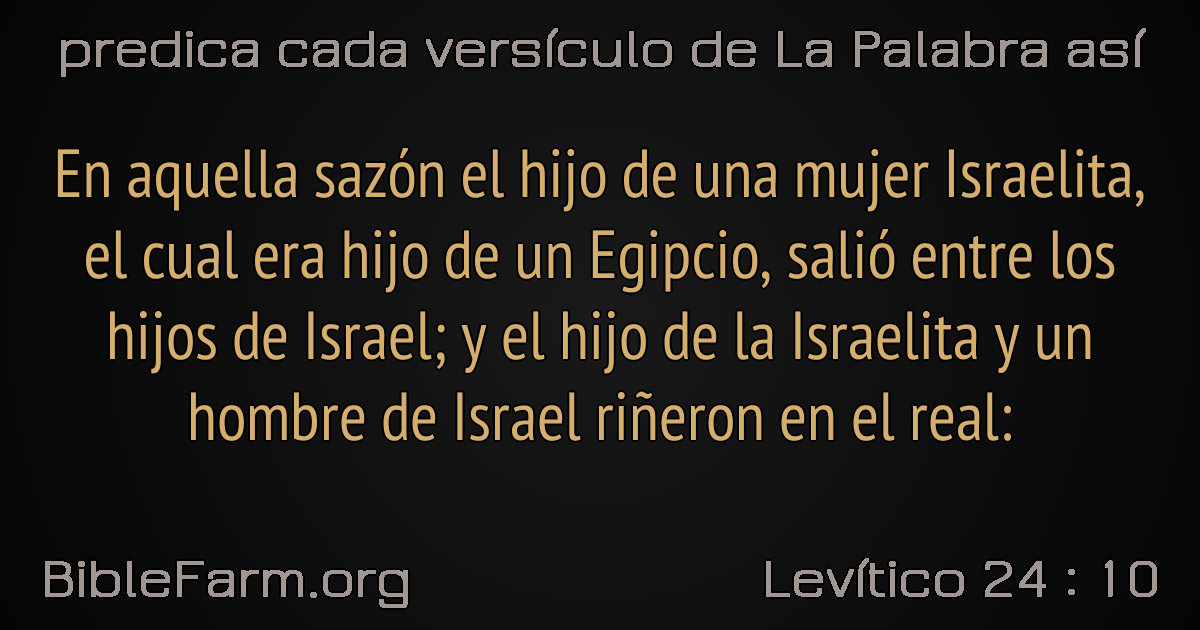 predica cada versículo de La Palabra así
En aquella sazón el hijo de una mujer Israelita,
el cual era hijo de un Egipcio, salió entre los
hijos de Israel; y el hijo de la Israelita y un
hombre de Israel riñeron en el real:
BibleFarm.org
Levítico 24 : 10